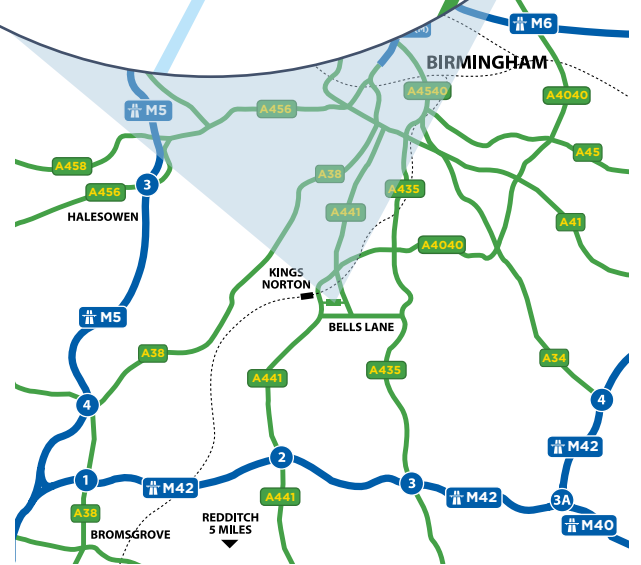 (M)
M6
BIRMINGHAM
A4540
A4040
M5
A456
A45
A458
A38
3
A456
A435
HALESOWEN
A441
A41
A4040
KINGS
NORTON
M5
BELLS LANE
A38
A34
A441
A435
4
4
M42
2
1
M42
3
M42
3A
A441
A38
M40
REDDITCH
5 MILES
BROMSGROVE